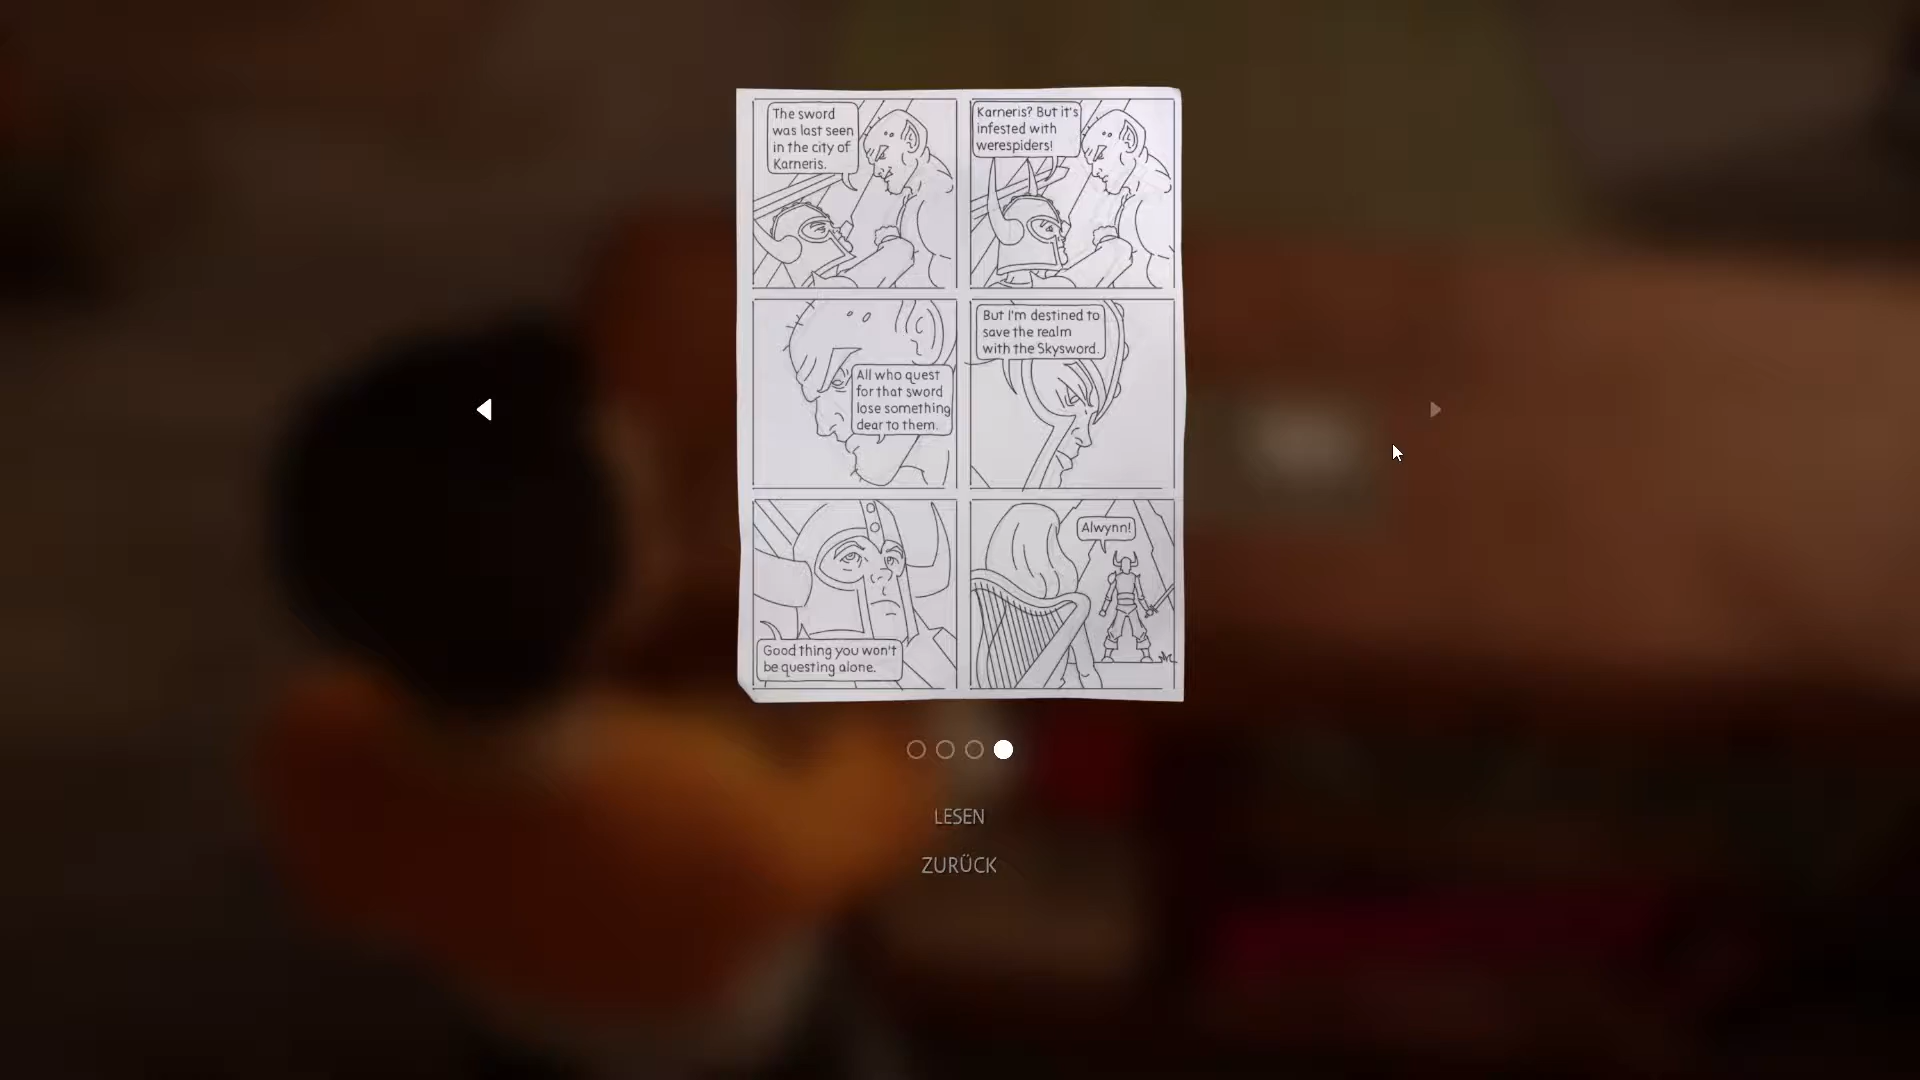 The sword
was last seen
in the city of
Karneris.
Karneris? But it's
infested with
werespiders!
All who quest
for that sword
lose something
dear to them.
But I'm destined to
save the realm
with the Skysword.
Good thing you won't
be questing alone.
Alwynn!
LESEN
ZURÜCK